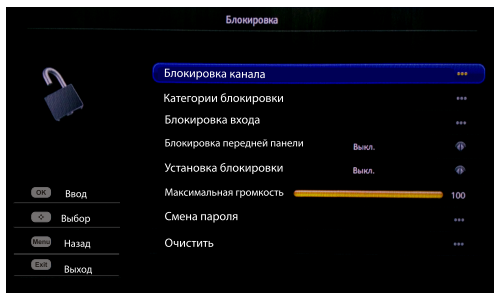 Блокировка
Блокировка канала
Категории блокировки
Блокировка входа
Блокировка передней панели Выкл.
Установка блокировки Выкл.
Максимальная громкость 100
Смена пароля
Очистить
OK Ввод
Выбор
Menu Назад
Exit Выход